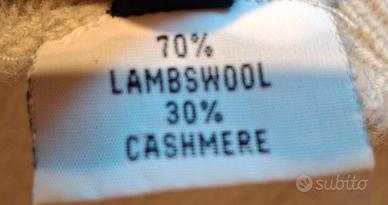 70%
LAMBSWOOL
30%
CASHMERE
subito